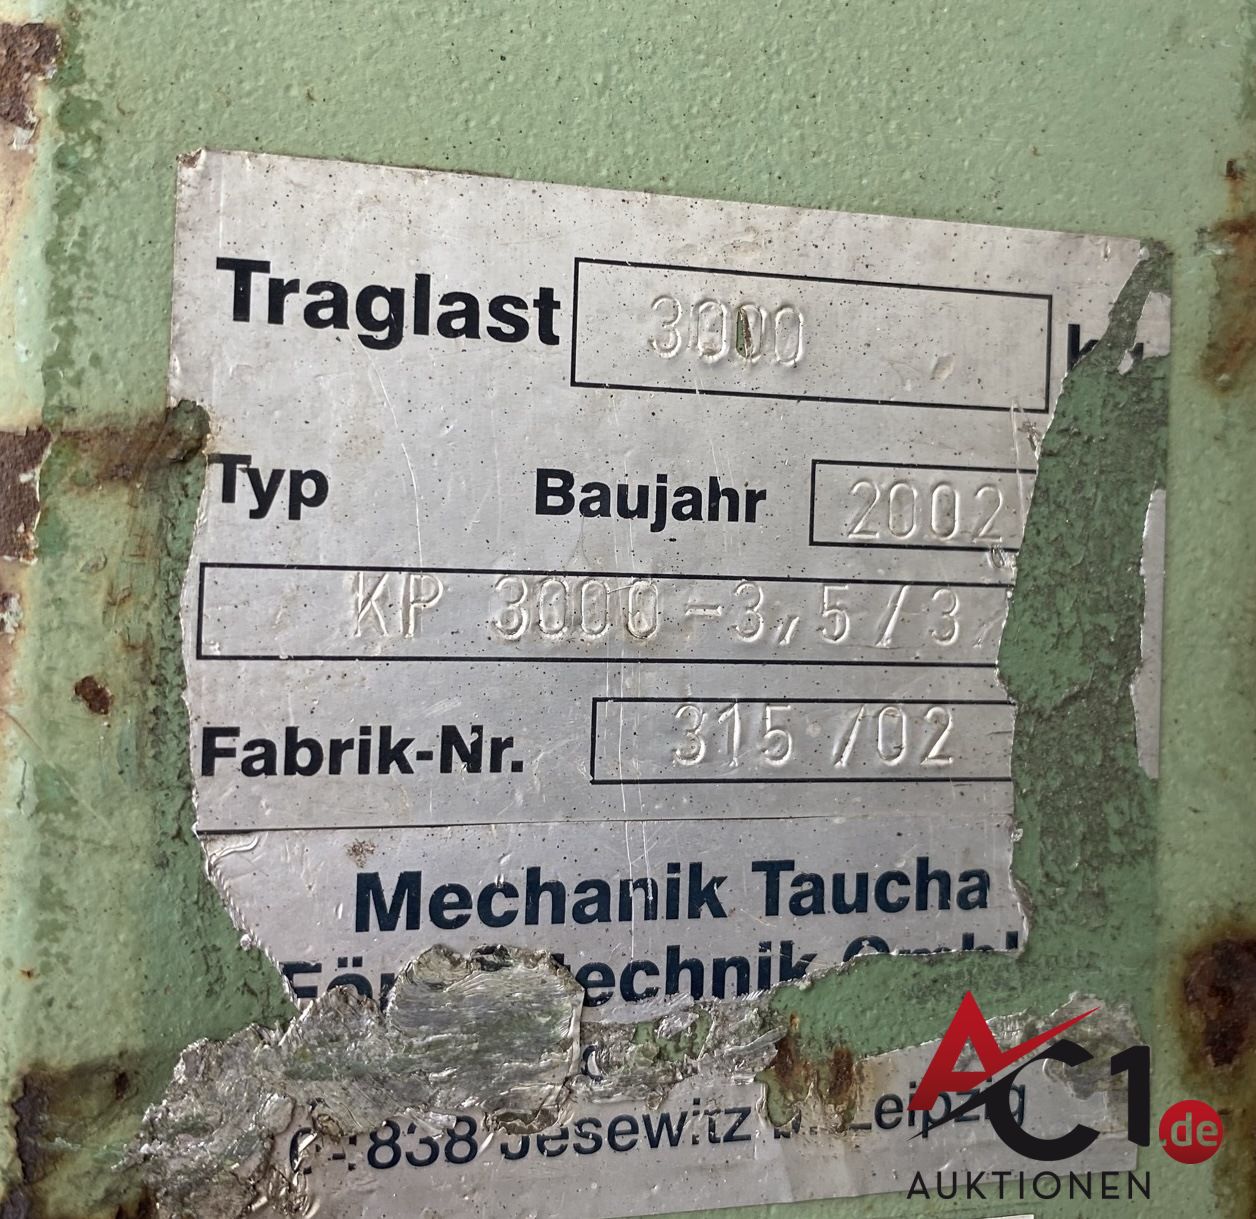 Traglast 3000
Typ Baujahr 2002
KP 3000-3,5/3
Fabrik-Nr. 315 /02
Mechanik Taucha
Jesewitz b. Leipzig
AC1.de
AUKTIONEN